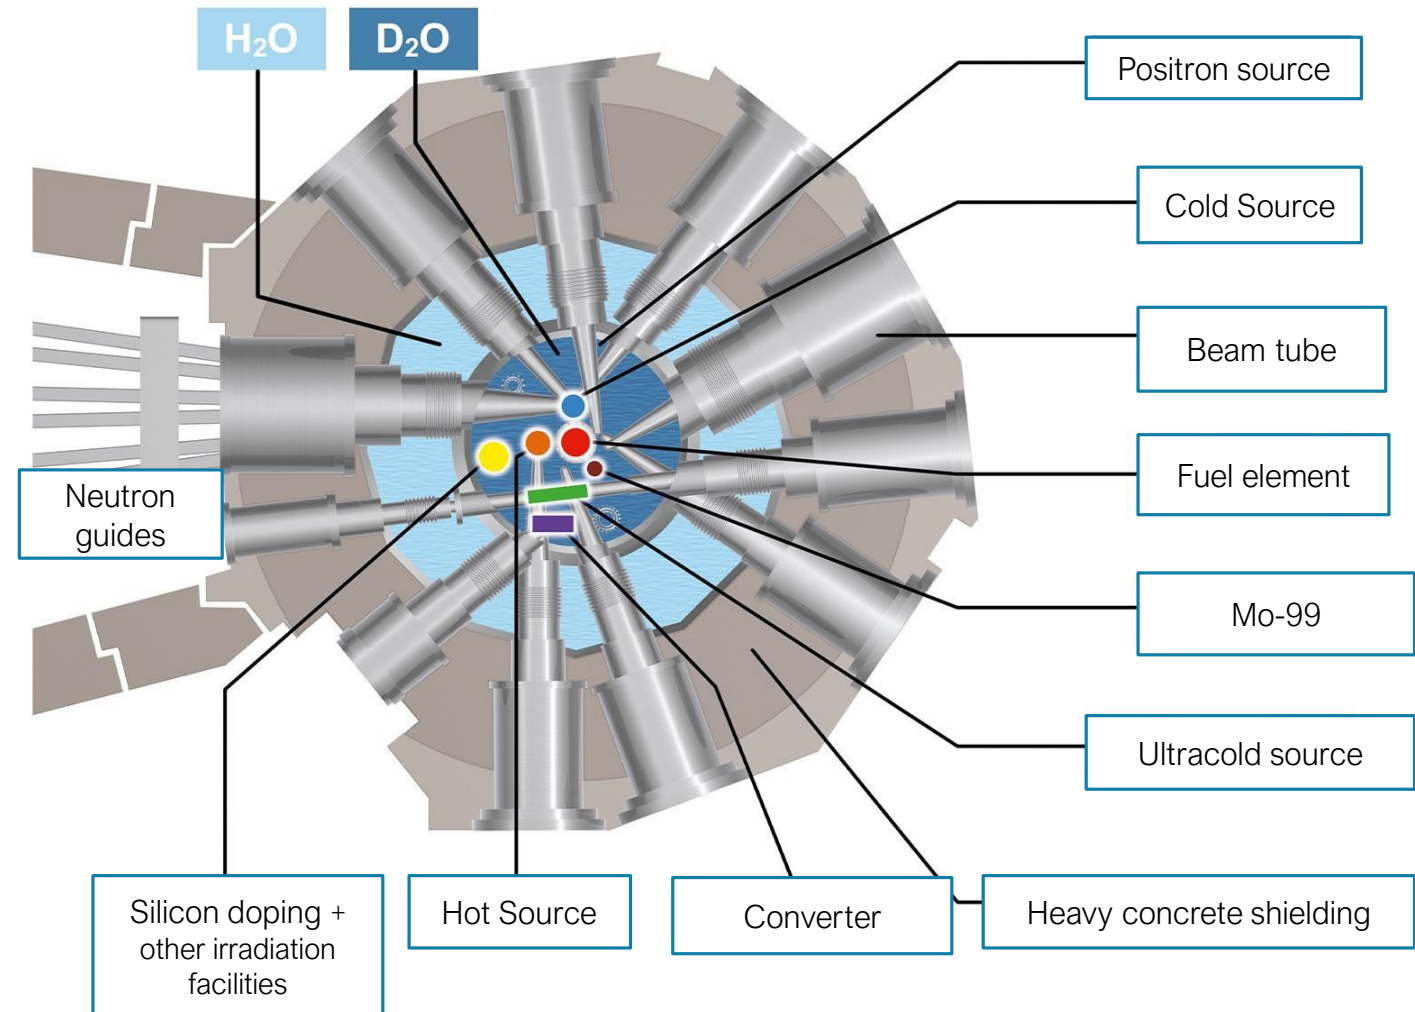 H₂O
D₂O
Positron source
Cold Source
Beam tube
Fuel element
Neutron
guides
Mo-99
Ultracold source
Silicon doping +
other irradiation
facilities
Hot Source
Converter
Heavy concrete shielding